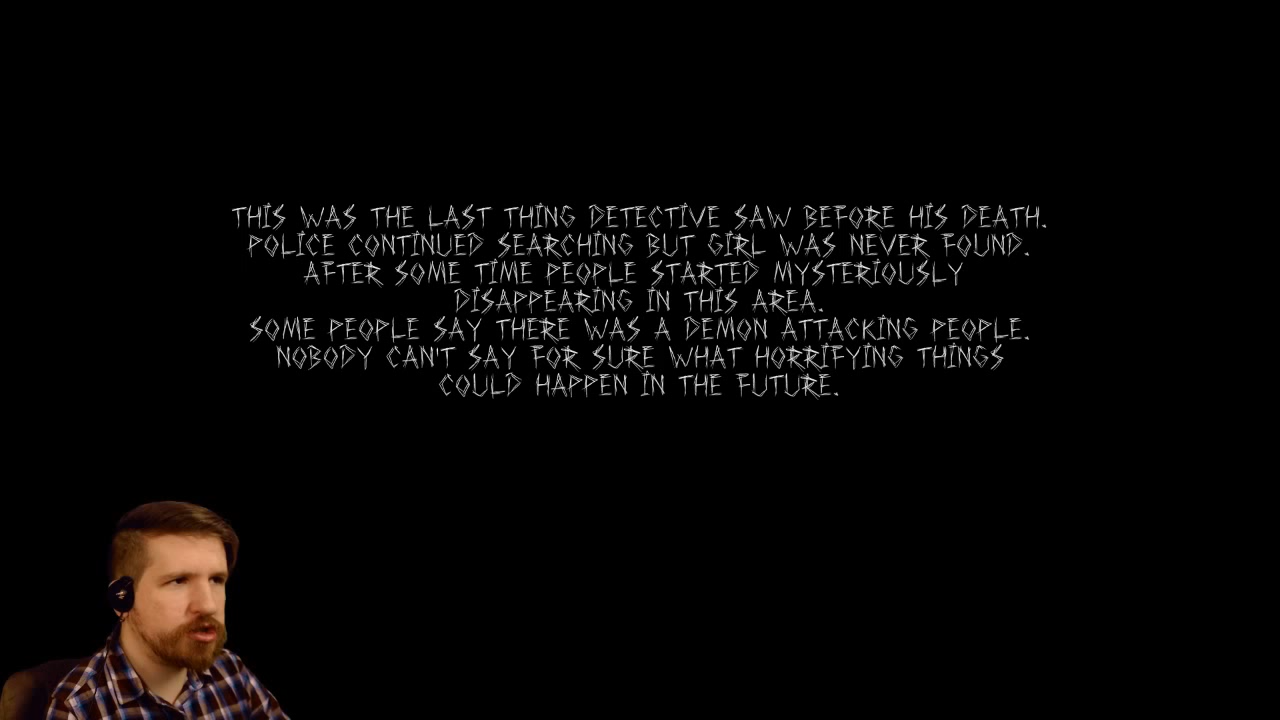 THIS WAS THE LAST THING DETECTIVE SAW BEFORE HIS DEATH.
POLICE CONTINUED SEARCHING BUT GIRL WAS NEVER FOUND.
AFTER SOME TIME PEOPLE STARTED MYSTERIOUSLY
DISAPPEARING IN THIS AREA.
SOME PEOPLE SAY THERE WAS A DEMON ATTACKING PEOPLE.
NOBODY CAN'T SAY FOR SURE WHAT HORRIFYING THINGS
COULD HAPPEN IN THE FUTURE.